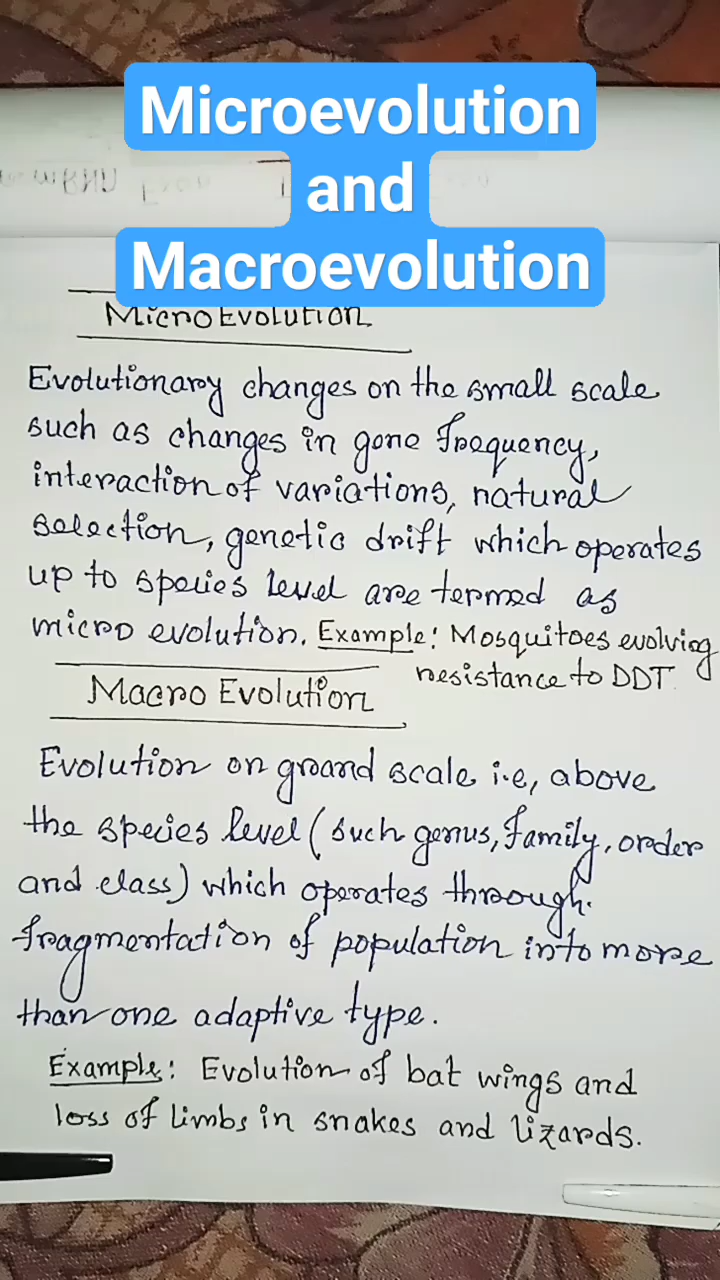 Microevolution
and
Macroevolution
Micro Evolution
Evolutionary changes on the small scale
such as changes in gene frequency,
interaction of variations, natural
selection, genetic drift which operates
up to species level are termed as
micro evolution. Example: Mosquitoes evolving
resistance to DDT.
Macro Evolution
Evolution on grand scale i.e, above
the species level (such genus, family, order
and class) which operates through
fragmentation of population into more
than one adaptive type.
Example: Evolution of bat wings and
loss of limbs in snakes and lizards.